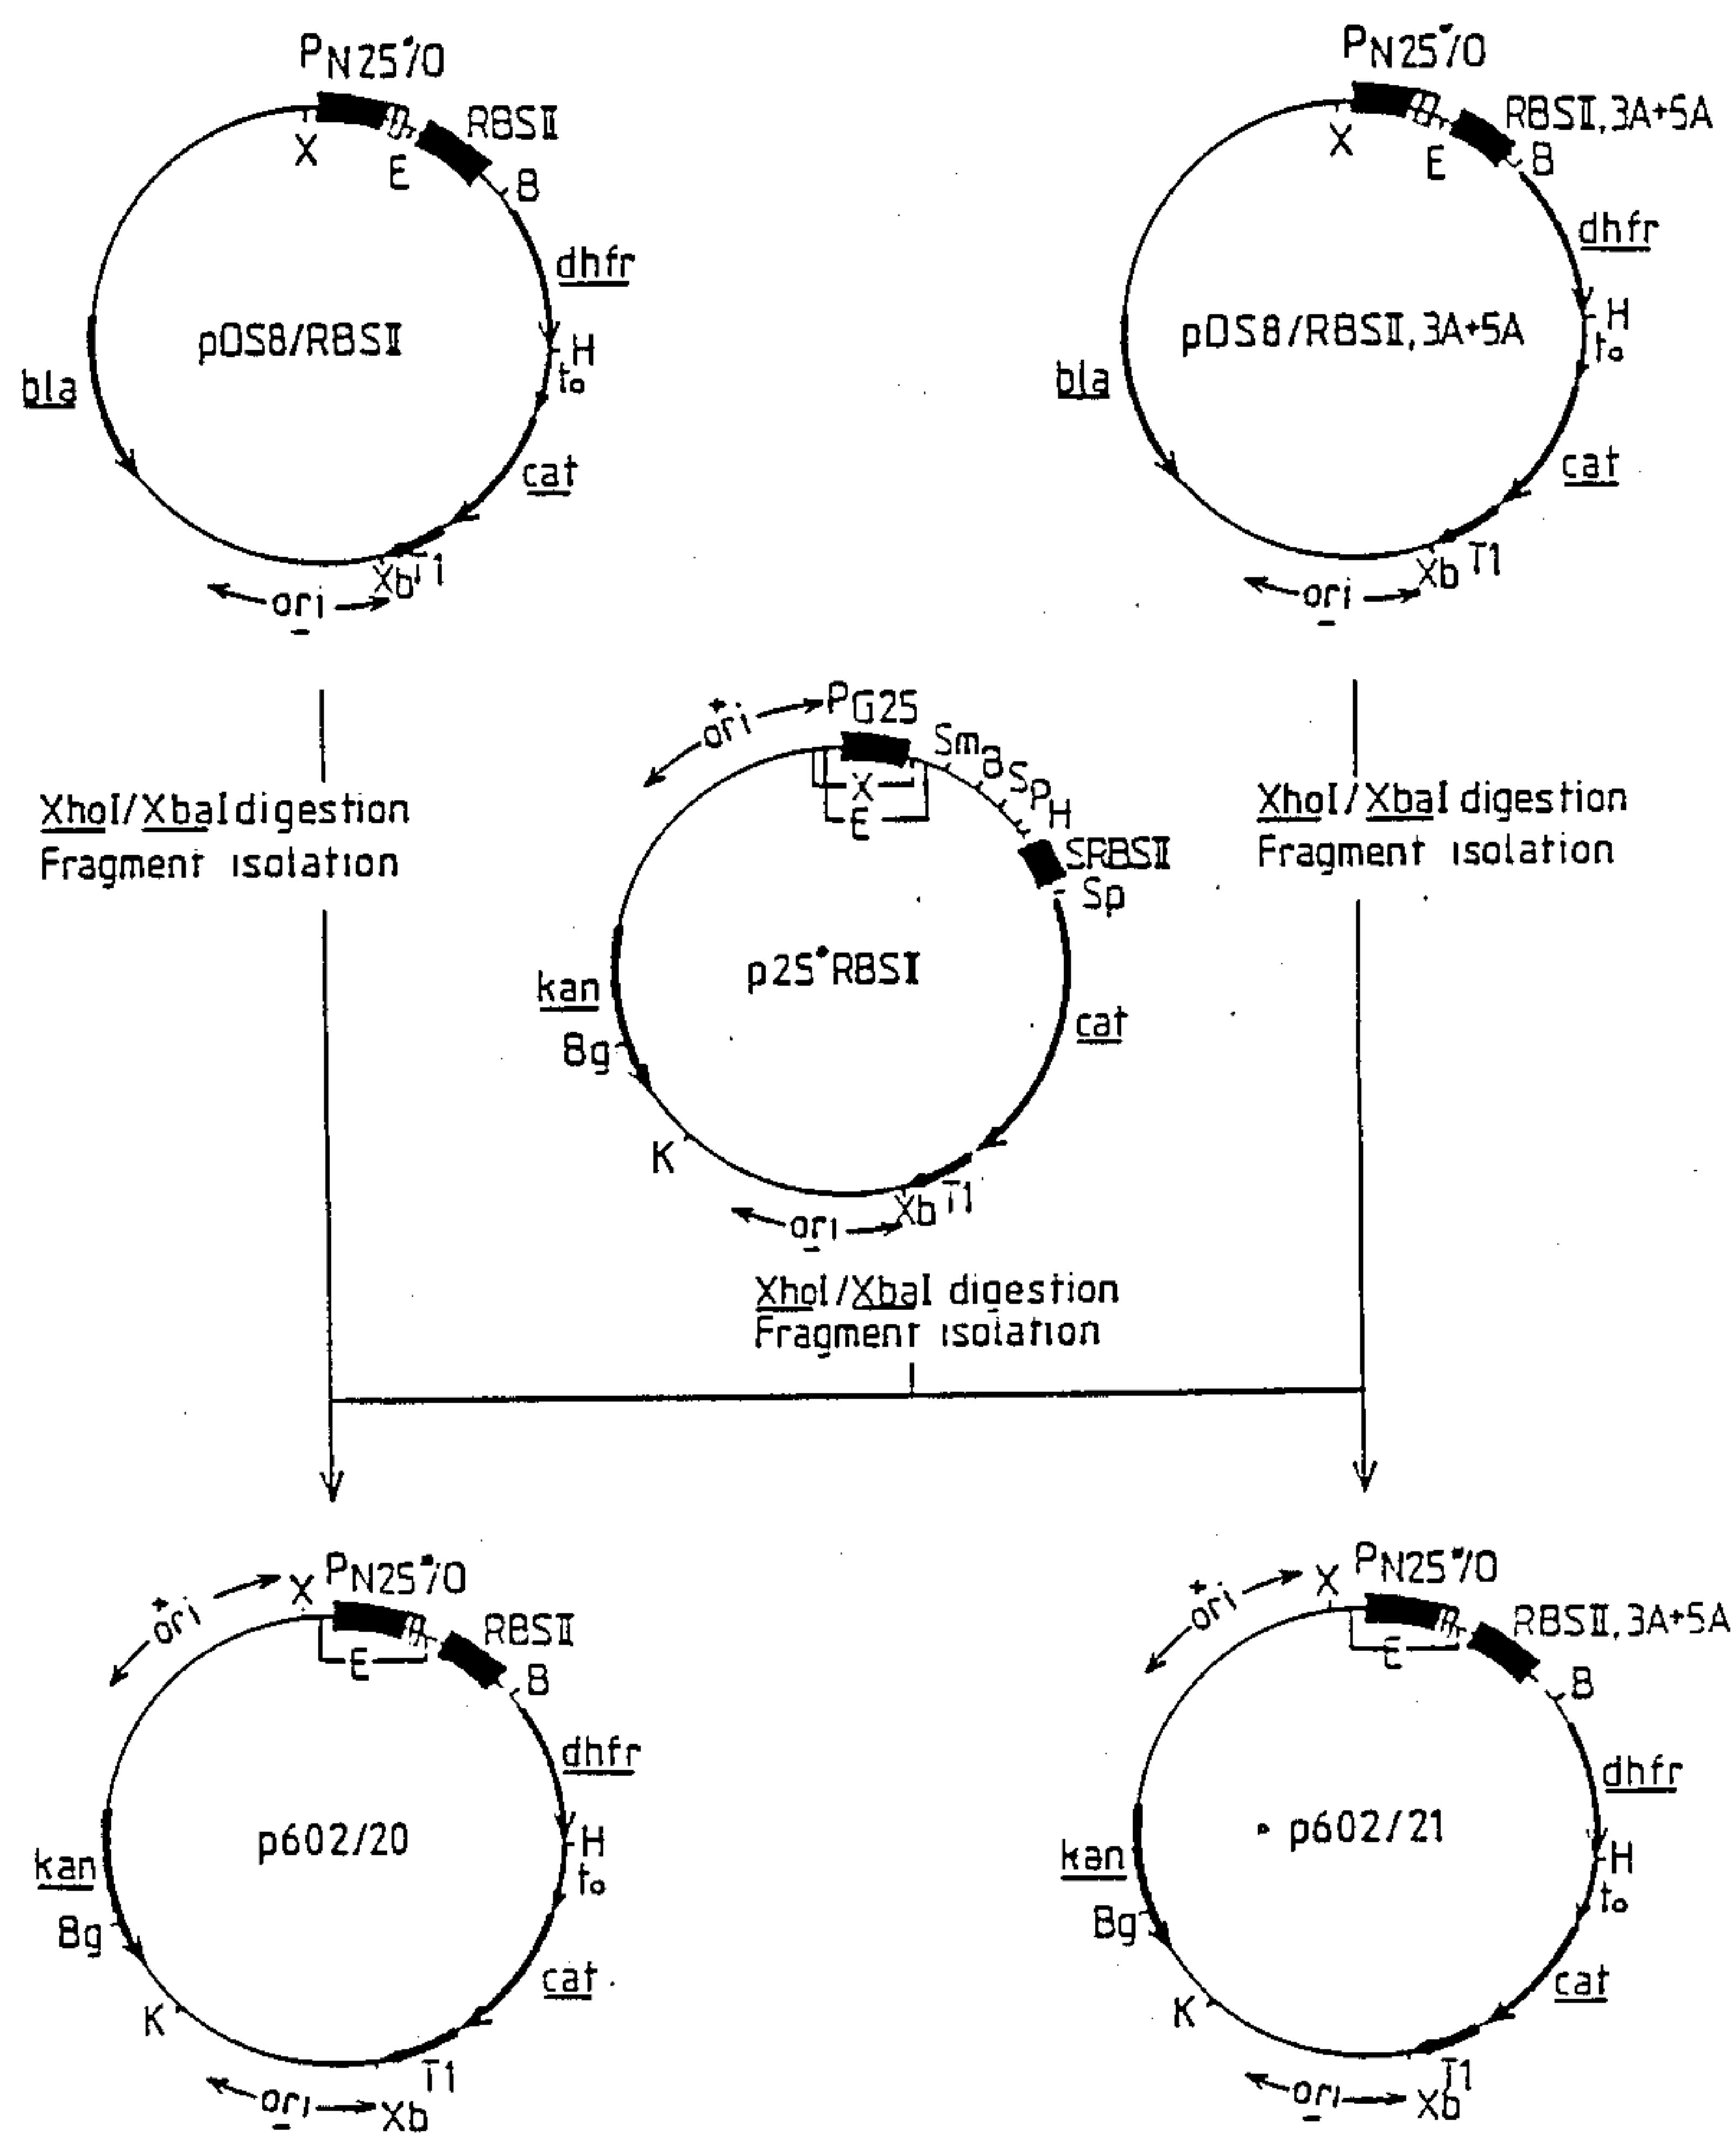 PN25*/O
X
E
RBSII
B
dhfr
pDS8/RBSII
H
to
bla
cat
T1
Xb
ori
-
PN25*/O
X
E
RBSII,3A+5A
B
dhfr
pDS8/RBSII,3A+5A
H
to
bla
cat
T1
Xb
ori
-
XhoI/XbaI digestion
Fragment isolation
+
ori
PG25
Sm
B
S
P
H
X
E
SRBSII
Sp
p25*RBSI
kan
Bg
cat
K
T1
Xb
ori
-
XhoI/XbaI digestion
Fragment isolation
XhoI/XbaI digestion
Fragment isolation
+
ori
X
PN25*/O
E
RBSII
B
dhfr
p602/20
H
to
kan
Bg
cat
K
T1
ori
-
Xb
+
ori
X
PN25*/O
E
RBSII,3A+5A
B
dhfr
p602/21
H
to
kan
Bg
cat
K
T1
ori
-
Xb